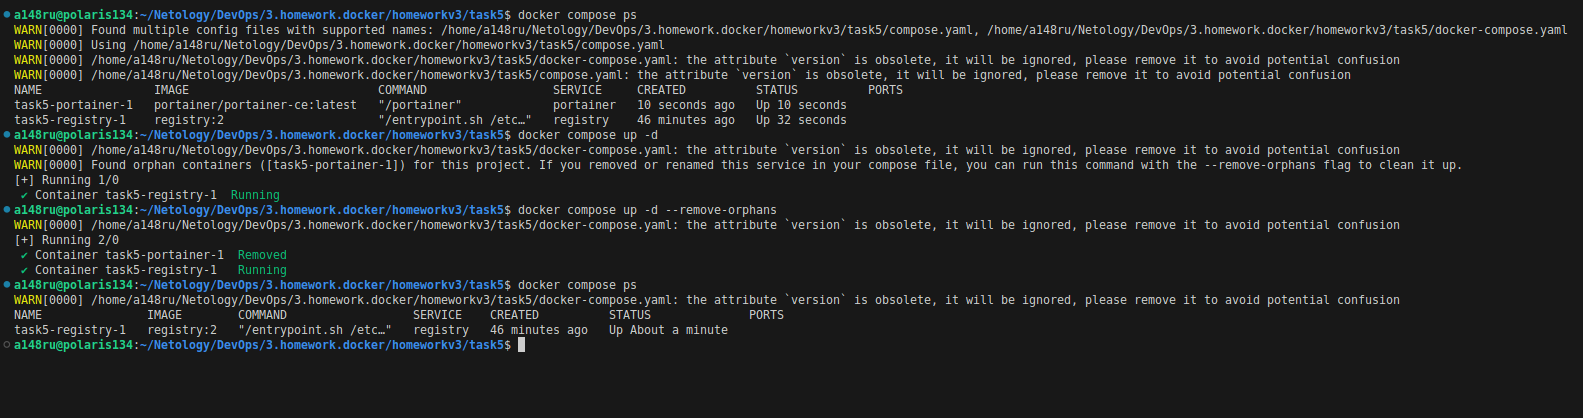 a148ru@polaris134:~/Netology/DevOps/3.homework.docker/homeworkv3/task5$ docker compose ps
WARN[0000] Found multiple config files with supported names: /home/a148ru/Netology/DevOps/3.homework.docker/homeworkv3/task5/compose.yaml, /home/a148ru/Netology/DevOps/3.homework.docker/homeworkv3/task5/docker-compose.yaml
WARN[0000] Using /home/a148ru/Netology/DevOps/3.homework.docker/homeworkv3/task5/compose.yaml
WARN[0000] /home/a148ru/Netology/DevOps/3.homework.docker/homeworkv3/task5/docker-compose.yaml: the attribute `version` is obsolete, it will be ignored, please remove it to avoid potential confusion
WARN[0000] /home/a148ru/Netology/DevOps/3.homework.docker/homeworkv3/task5/compose.yaml: the attribute `version` is obsolete, it will be ignored, please remove it to avoid potential confusion
NAME                IMAGE                           COMMAND                  SERVICE     CREATED          STATUS          PORTS
task5-portainer-1   portainer/portainer-ce:latest   "/portainer"             portainer   10 seconds ago   Up 10 seconds
task5-registry-1    registry:2                      "/entrypoint.sh /etc…"   registry    46 minutes ago   Up 32 seconds
a148ru@polaris134:~/Netology/DevOps/3.homework.docker/homeworkv3/task5$ docker compose up -d
WARN[0000] /home/a148ru/Netology/DevOps/3.homework.docker/homeworkv3/task5/docker-compose.yaml: the attribute `version` is obsolete, it will be ignored, please remove it to avoid potential confusion
WARN[0000] Found orphan containers ([task5-portainer-1]) for this project. If you removed or renamed this service in your compose file, you can run this command with the --remove-orphans flag to clean it up.
[+] Running 1/0
✔ Container task5-registry-1  Running
a148ru@polaris134:~/Netology/DevOps/3.homework.docker/homeworkv3/task5$ docker compose up -d --remove-orphans
WARN[0000] /home/a148ru/Netology/DevOps/3.homework.docker/homeworkv3/task5/docker-compose.yaml: the attribute `version` is obsolete, it will be ignored, please remove it to avoid potential confusion
[+] Running 2/0
✔ Container task5-portainer-1  Removed
✔ Container task5-registry-1   Running
a148ru@polaris134:~/Netology/DevOps/3.homework.docker/homeworkv3/task5$ docker compose ps
WARN[0000] /home/a148ru/Netology/DevOps/3.homework.docker/homeworkv3/task5/docker-compose.yaml: the attribute `version` is obsolete, it will be ignored, please remove it to avoid potential confusion
NAME               IMAGE        COMMAND                  SERVICE    CREATED          STATUS              PORTS
task5-registry-1   registry:2   "/entrypoint.sh /etc…"   registry   46 minutes ago   Up About a minute
a148ru@polaris134:~/Netology/DevOps/3.homework.docker/homeworkv3/task5$